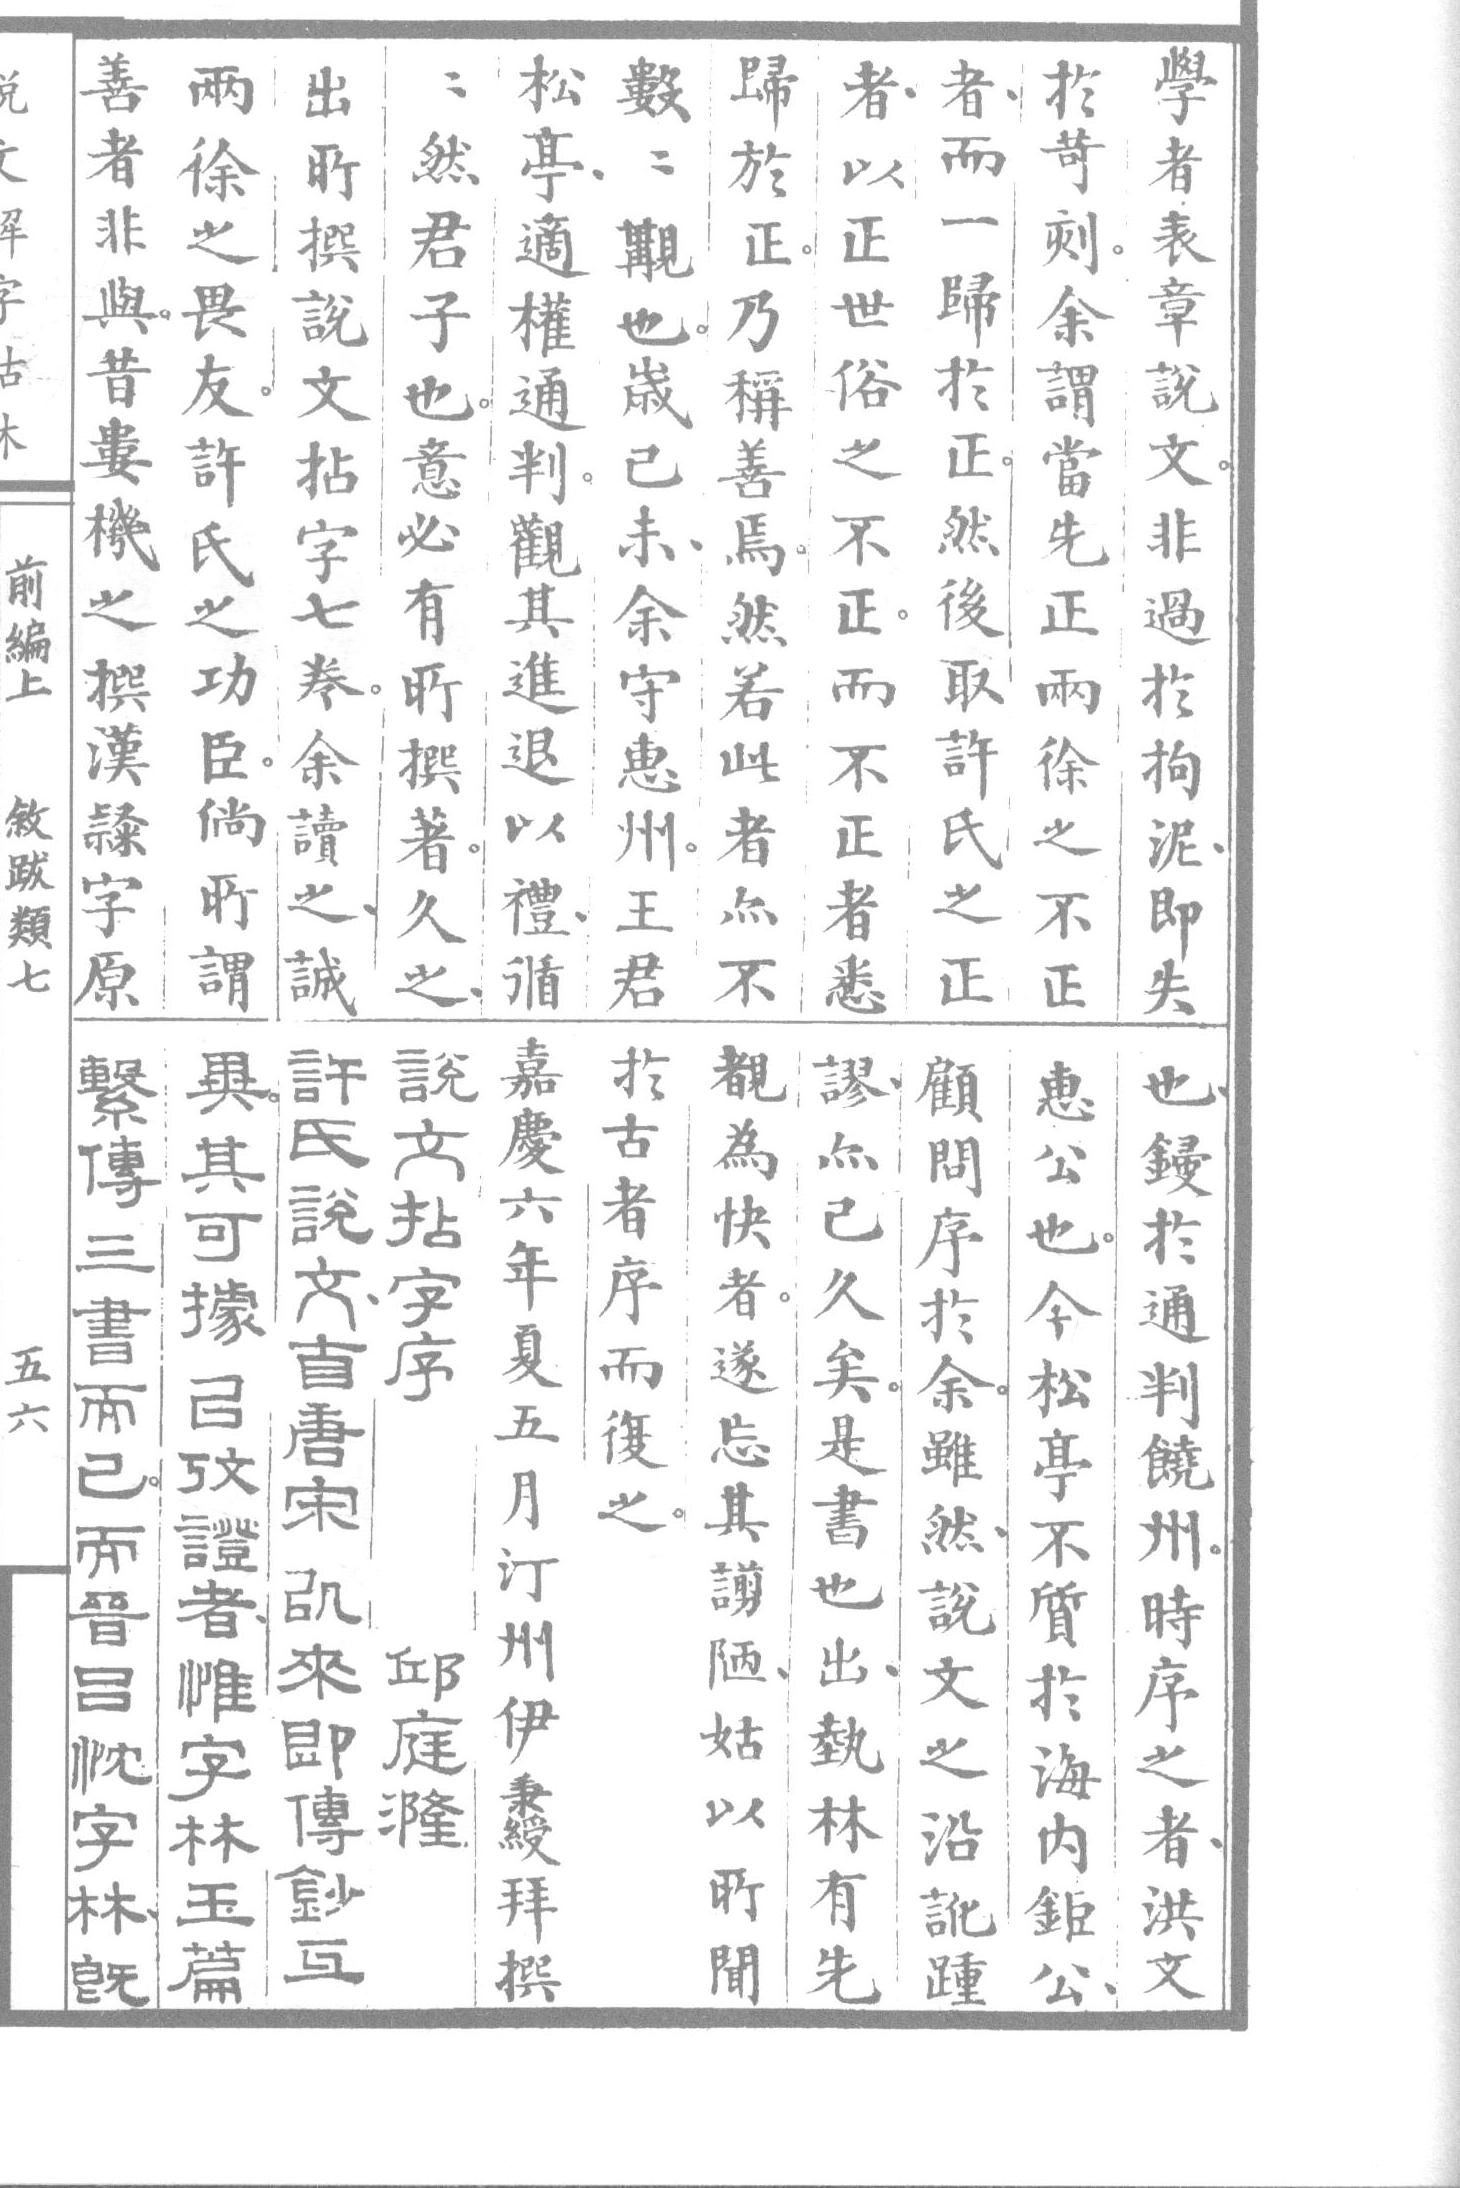 學者表章說文。非過於拘泥、即失
於苛刻。余謂當先正兩徐之不正
者、而一歸於正。然後取許氏之正
者、以正世俗之不正。而不正者悉
歸於正。乃稱善焉。然若此者亦不
數〻覯也。歲己未、余守惠州。王君
松亭、適權通判。觀其進退以禮、循
〻然君子也。意必有所撰著。久之、
出所撰說文拈字七卷。余讀之、誠
兩徐之畏友。許氏之功臣。倘所謂
善者非與。昔婁機之撰漢隸字原
也、鋟於通判饒州。時序之者、洪文
惠公也。今松亭不質於海内鉅公、
顧問序於余。雖然、說文之沿訛踵
謬、亦已久矣。是書也出、埶林有先
覩為快者。遂忘其謭陋、姑以所聞
於古者序而復之。
嘉慶六年夏五月汀州伊秉綬拜撰
說文拈字序 邱庭漋
許氏說文、自唐宋㠯來即傳鈔互
異。其可據㠯攷證者、惟字林玉篇
繫傳三書而已。而晉呂忱字林、既
說文解字詁林
前編上 敘跋類七
五六